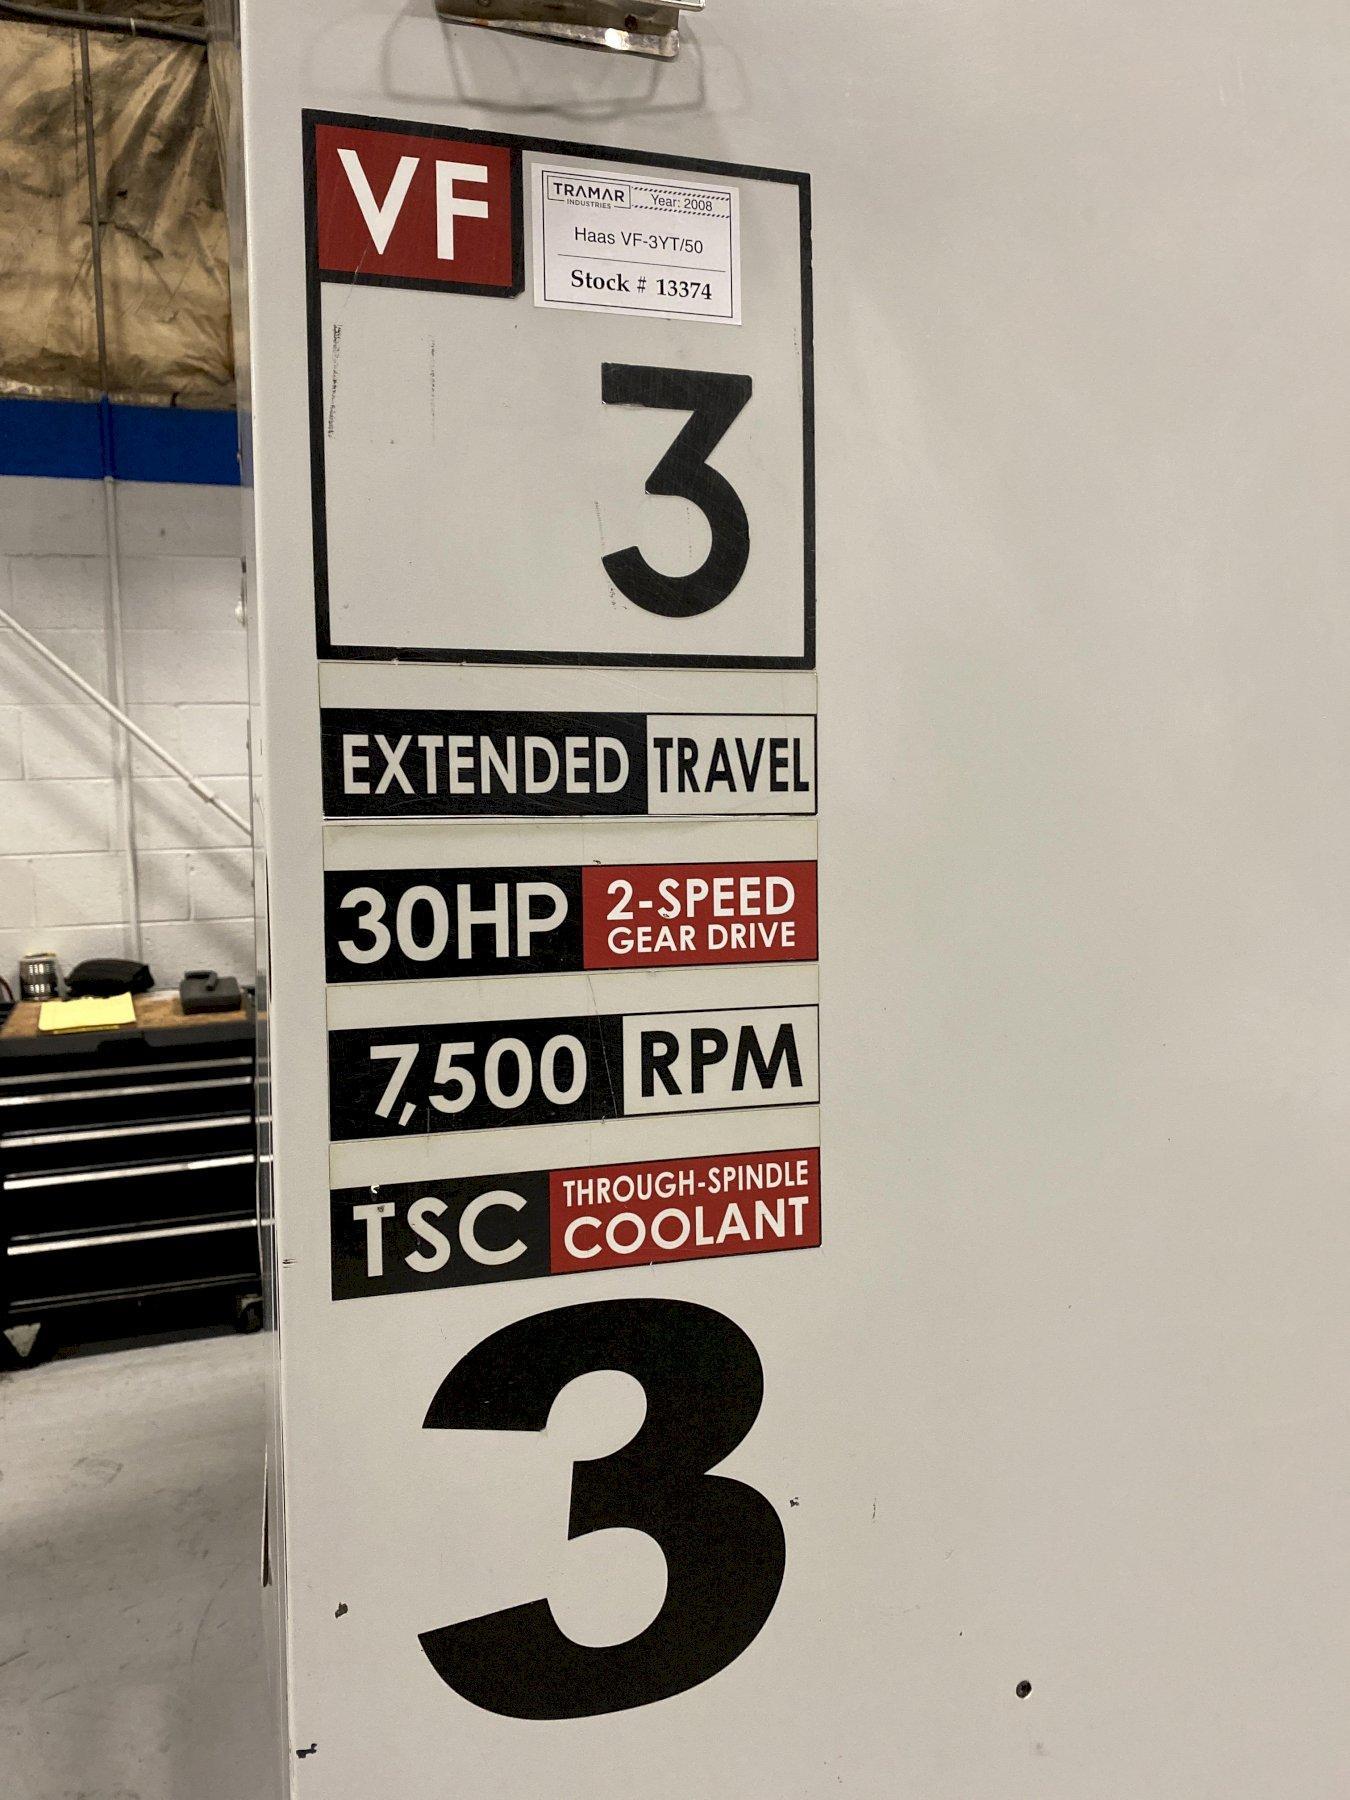 VF
TRAMAR
INDUSTRIES
Year: 2008
Haas VF-3YT/50
Stock # 13374
3
EXTENDED TRAVEL
30HP 2-SPEED
GEAR DRIVE
7,500 RPM
TSC THROUGH-SPINDLE
COOLANT
3